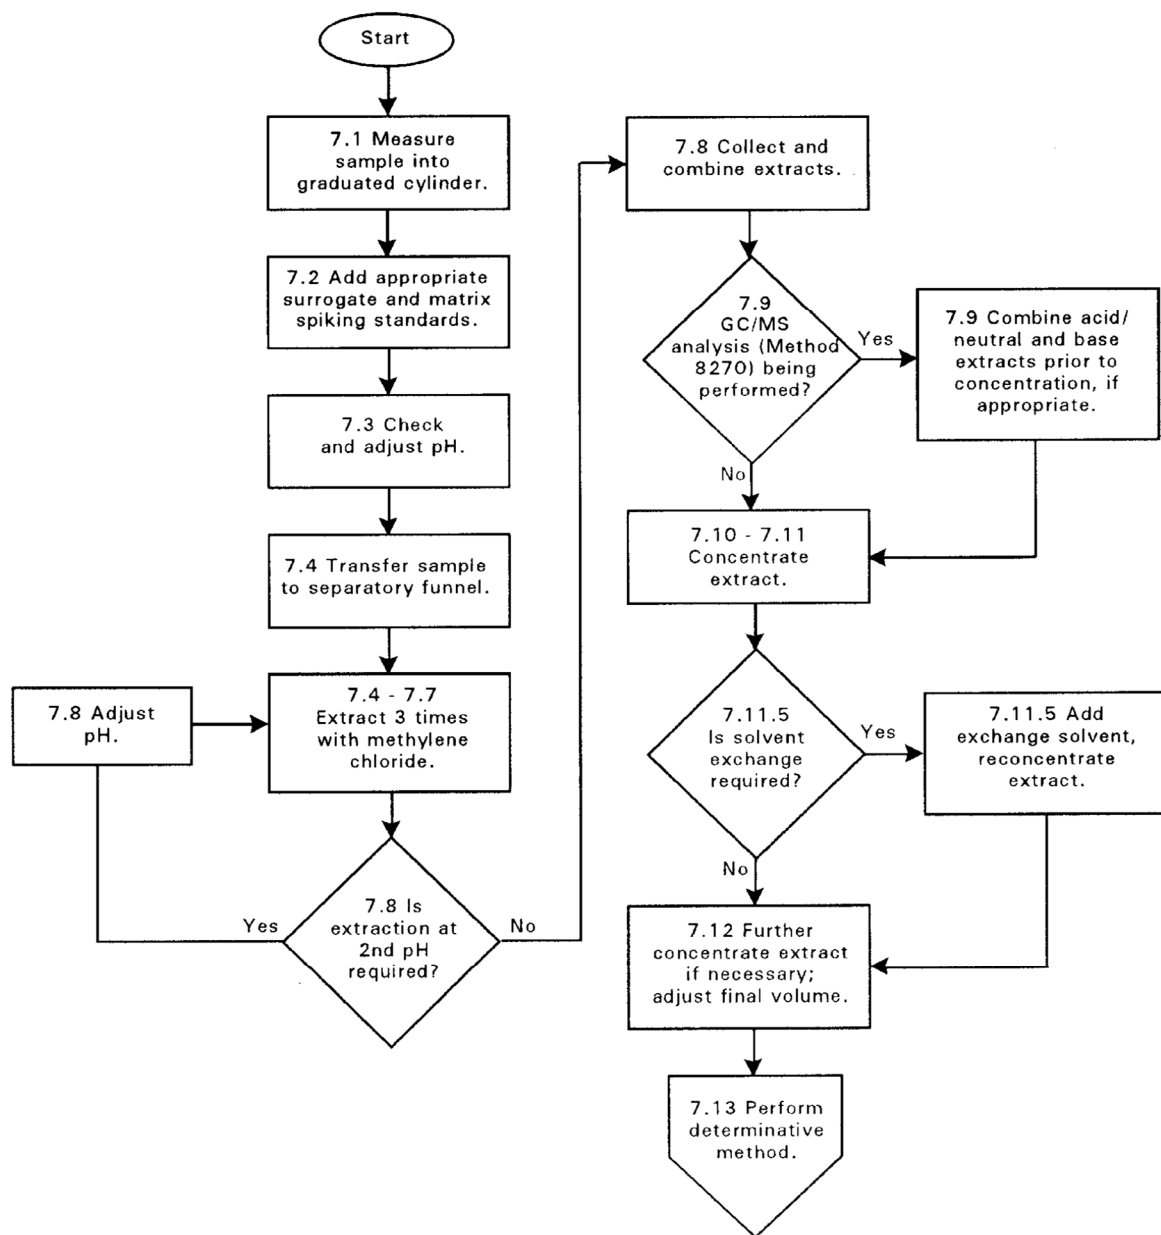 Start
7.1 Measure
sample into
graduated cylinder.
7.2 Add appropriate
surrogate and matrix
spiking standards.
7.3 Check
and adjust pH.
7.4 Transfer sample
to separatory funnel.
7.4 - 7.7
Extract 3 times
with methylene
chloride.
7.8 Adjust
pH.
7.8 Is
extraction at
2nd pH
required?
Yes
No
7.8 Collect and
combine extracts.
7.9
GC/MS
analysis (Method
8270) being
performed?
Yes
No
7.9 Combine acid/
neutral and base
extracts prior to
concentration, if
appropriate.
7.10 - 7.11
Concentrate
extract.
7.11.5
Is solvent
exchange
required?
Yes
No
7.11.5 Add
exchange solvent,
reconcentrate
extract.
7.12 Further
concentrate extract
if necessary;
adjust final volume.
7.13 Perform
determinative
method.